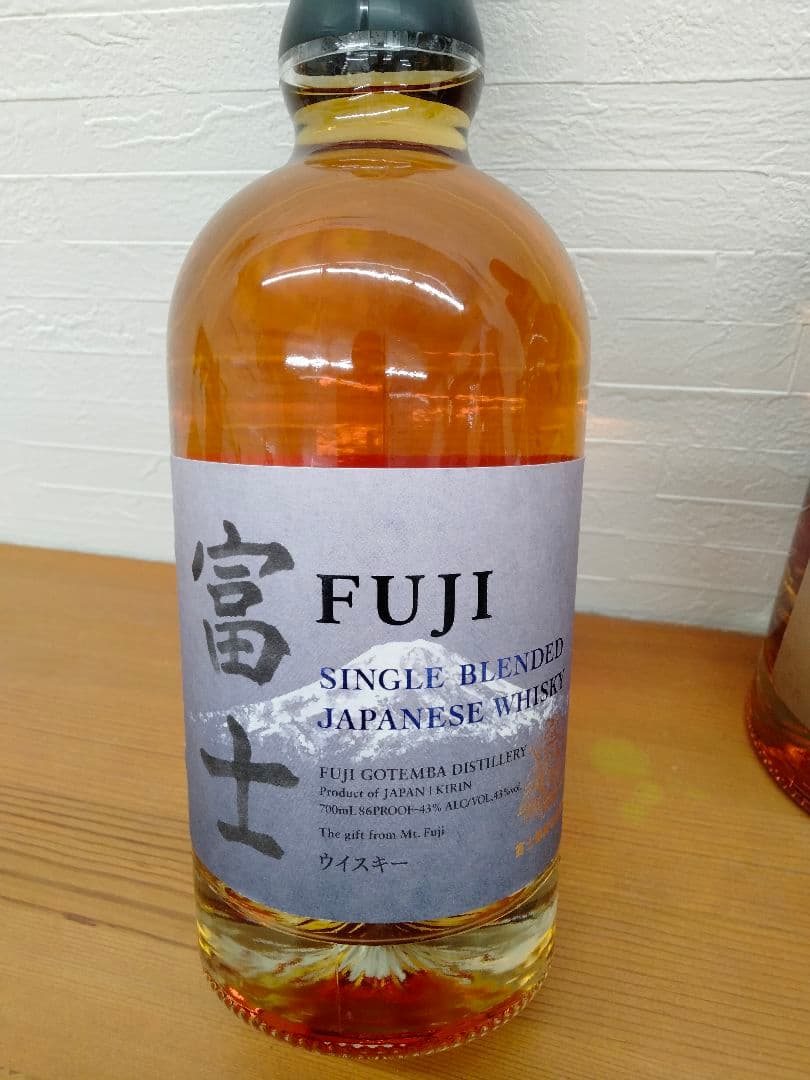 富士
FUJI
SINGLE BLENDED
JAPANESE WHISKY
FUJI GOTEMBA DISTILLERY
Product of JAPAN | KIRIN
700mL 86PROOF-43% ALC/VOL.43%vol.
The gift from Mt. Fuji
ウイスキー